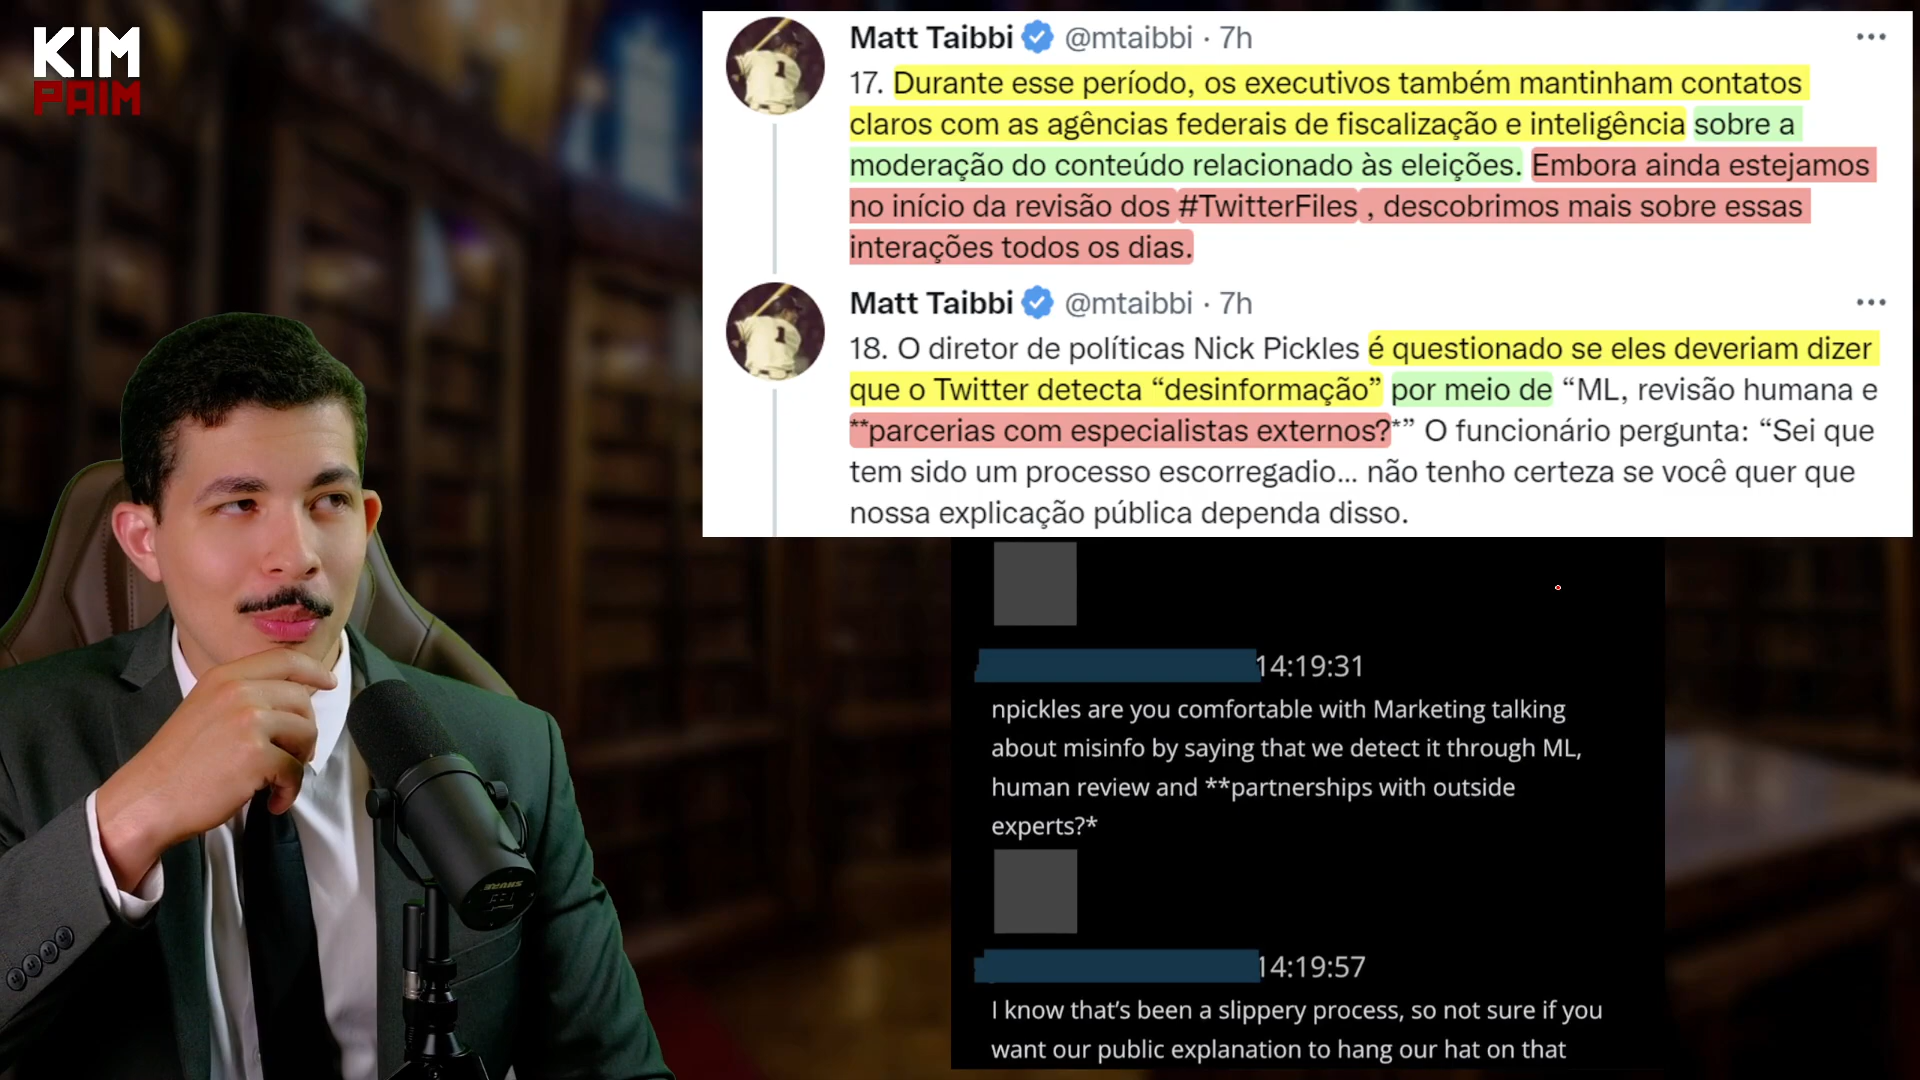 KIM
PAIM
Matt Taibbi @mtaibbi · 7h
17. Durante esse período, os executivos também mantinham contatos
claros com as agências federais de fiscalização e inteligência sobre a
moderação do conteúdo relacionado às eleições. Embora ainda estejamos
no início da revisão dos #TwitterFiles , descobrimos mais sobre essas
interações todos os dias.
Matt Taibbi @mtaibbi · 7h
18. O diretor de políticas Nick Pickles é questionado se eles deveriam dizer
que o Twitter detecta “desinformação” por meio de “ML, revisão humana e
**parcerias com especialistas externos?*” O funcionário pergunta: “Sei que
tem sido um processo escorregadio... não tenho certeza se você quer que
nossa explicação pública dependa disso.
14:19:31
npickles are you comfortable with Marketing talking
about misinfo by saying that we detect it through ML,
human review and **partnerships with outside
experts?*
14:19:57
I know that’s been a slippery process, so not sure if you
want our public explanation to hang our hat on that
SHURE